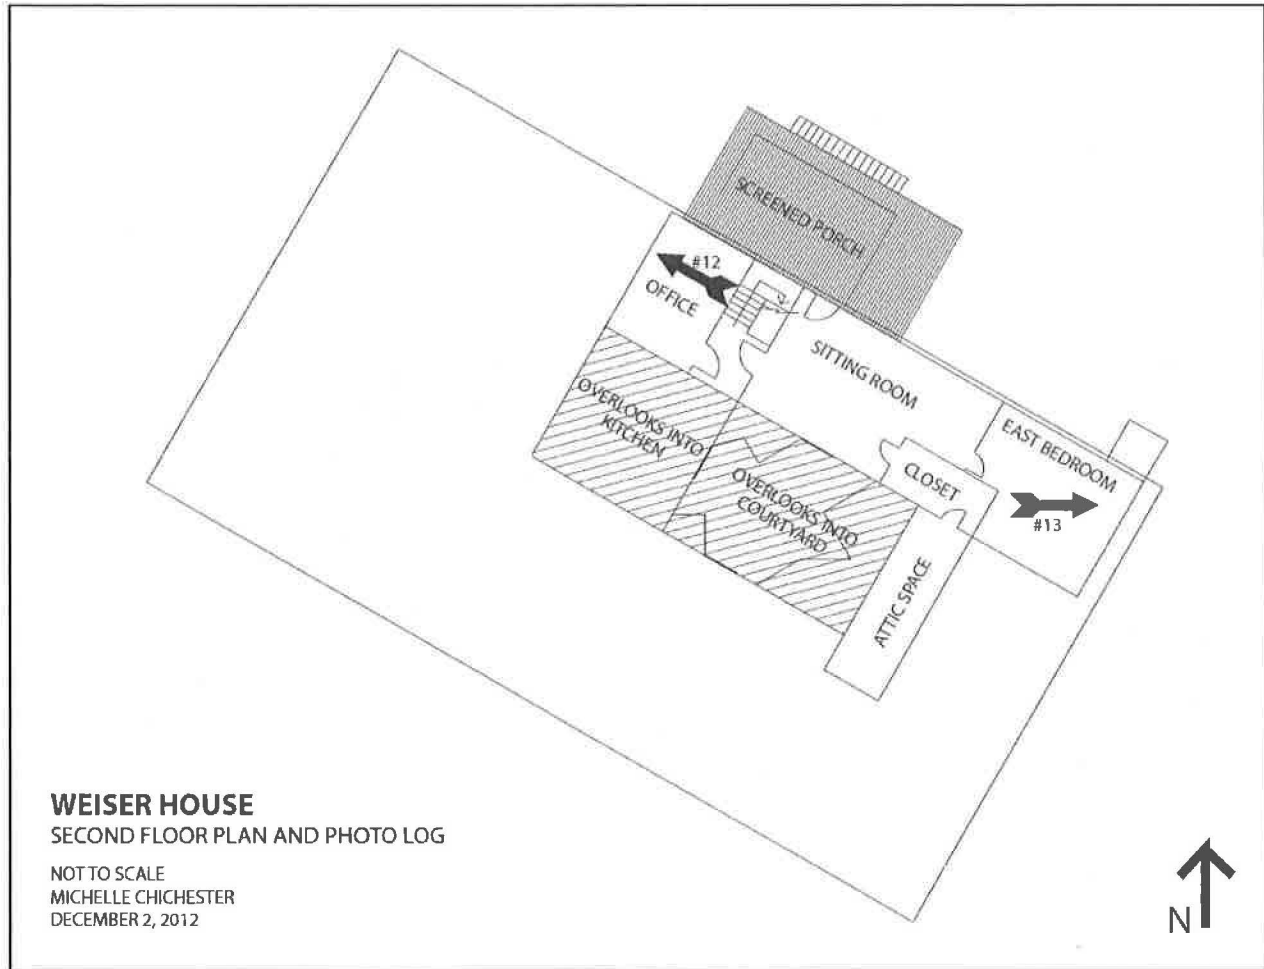 SCREENED PORCH
#12
OFFICE
SITTING ROOM
EAST BEDROOM
OVERLOOKS INTO
KITCHEN
CLOSET
OVERLOOKS INTO
COURTYARD
#13
ATTIC SPACE
WEISER HOUSE
SECOND FLOOR PLAN AND PHOTO LOG
NOT TO SCALE
MICHELLE CHICHESTER
DECEMBER 2, 2012
N